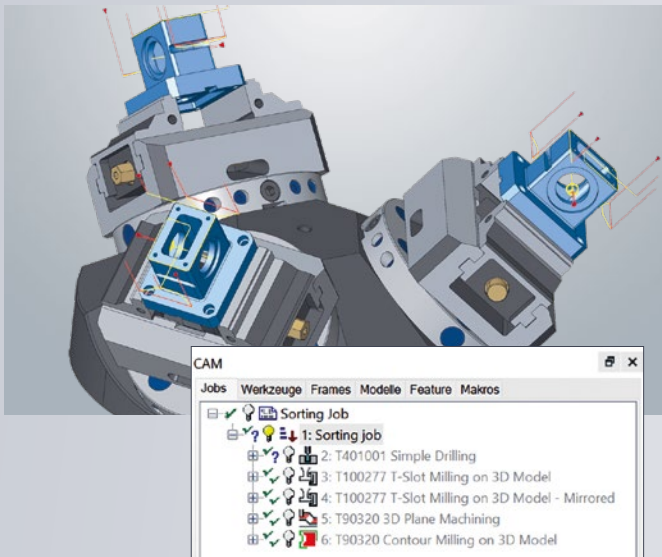 CAM
Jobs Werkzeuge Frames Modelle Feature Makros
Sorting Job
1: Sorting job
2: T401001 Simple Drilling
3: T100277 T-Slot Milling on 3D Model
4: T100277 T-Slot Milling on 3D Model - Mirrored
5: T90320 3D Plane Machining
6: T90320 Contour Milling on 3D Model